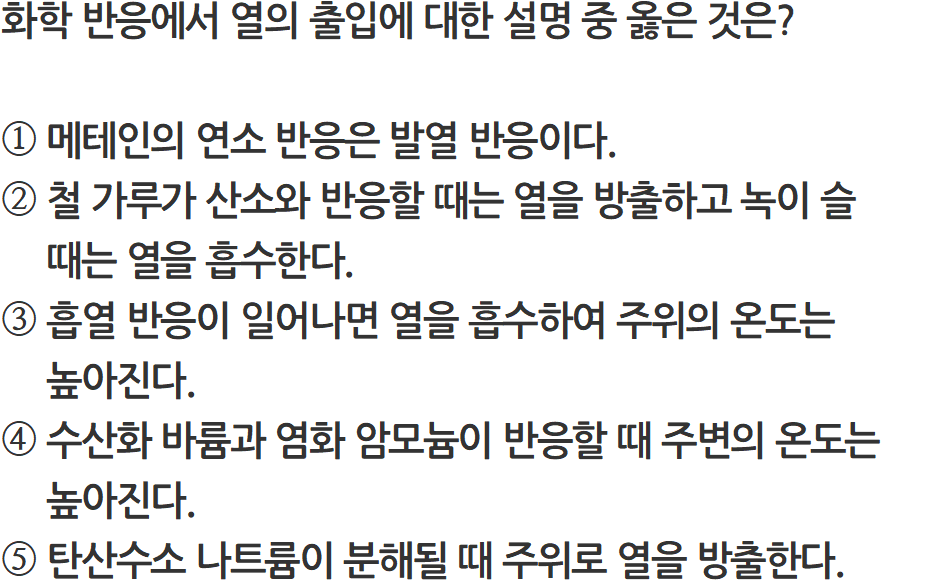 화학 반응에서 열의 출입에 대한 설명 중 옳은 것은?
① 메테인의 연소 반응은 발열 반응이다.
② 철 가루가 산소와 반응할 때는 열을 방출하고 녹이 슬
때는 열을 흡수한다.
③ 흡열 반응이 일어나면 열을 흡수하여 주위의 온도는
높아진다.
④ 수산화 바륨과 염화 암모늄이 반응할 때 주변의 온도는
높아진다.
⑤ 탄산수소 나트륨이 분해될 때 주위로 열을 방출한다.